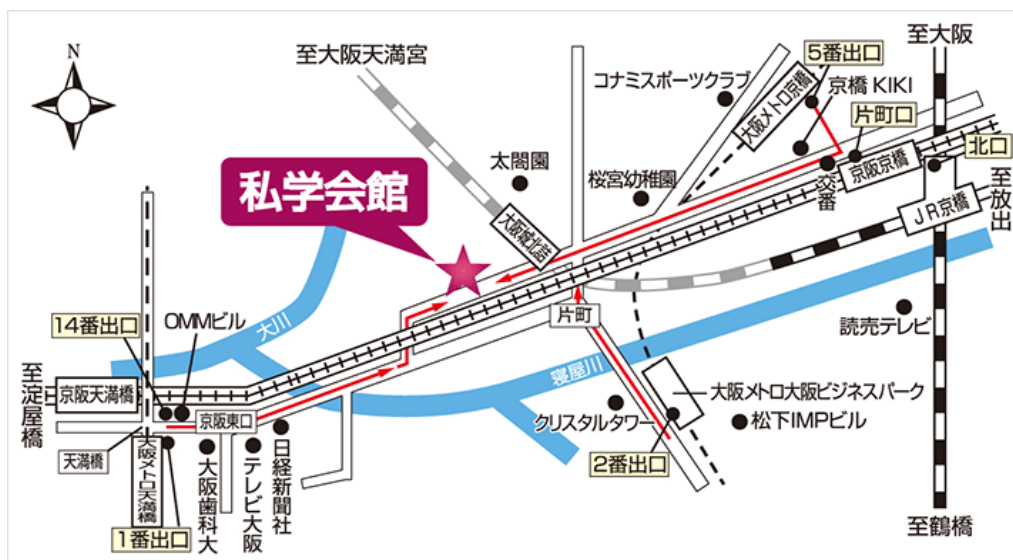 N
至大阪天満宮
コナミスポーツクラブ
5番出口
至大阪
大阪メトロ京橋
京橋 KIKI
片町口
太閤園
桜宮幼稚園
交番
京阪京橋
北口
私学会館
大阪城北詰
JR京橋
至放出
片町
大川
寝屋川
読売テレビ
14番出口
OMMビル
至淀屋橋
京阪天満橋
京阪東口
天満橋
大阪メトロ天満橋
1番出口
大阪歯科大
テレビ大阪
日経新聞社
クリスタルタワー
大阪メトロ大阪ビジネスパーク
松下IMPビル
2番出口
至鶴橋